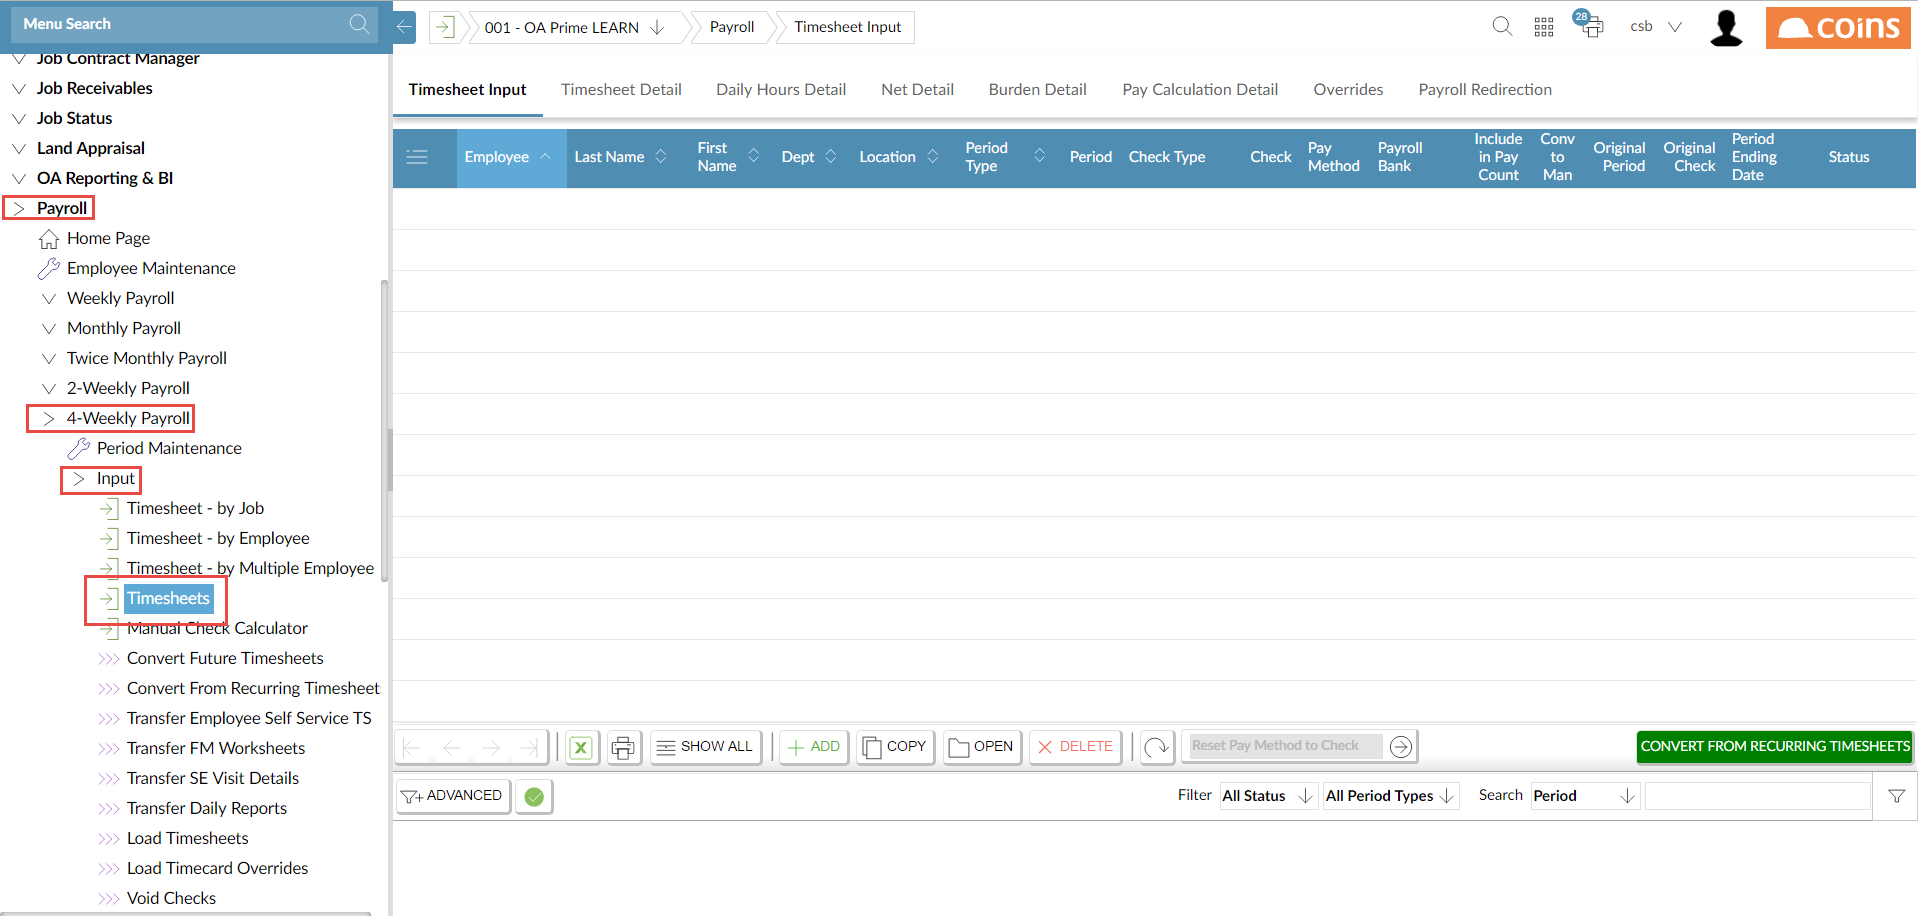 Menu Search
Job Contract Manager
Job Receivables
Job Status
Land Appraisal
OA Reporting & BI
Payroll
Home Page
Employee Maintenance
Weekly Payroll
Monthly Payroll
Twice Monthly Payroll
2-Weekly Payroll
4-Weekly Payroll
Period Maintenance
Input
Timesheet - by Job
Timesheet - by Employee
Timesheet - by Multiple Employee
Timesheets
Manual Check Calculator
Convert Future Timesheets
Convert From Recurring Timesheets
Transfer Employee Self Service TS
Transfer FM Worksheets
Transfer SE Visit Details
Transfer Daily Reports
Load Timesheets
Load Timecard Overrides
Void Checks
001 - OA Prime LEARN Payroll Timesheet Input
28 csb coins
Timesheet Input Timesheet Detail Daily Hours Detail Net Detail Burden Detail Pay Calculation Detail Overrides Payroll Redirection
Employee
Last Name
First
Name
Dept
Location
Period
Type
Period
Check Type
Check
Pay
Method
Payroll
Bank
Include
in Pay
Count
Conv
to
Man
Original
Period
Original
Check
Period
Ending
Date
Status
SHOW ALL ADD COPY OPEN DELETE Reset Pay Method to Check CONVERT FROM RECURRING TIMESHEETS
ADVANCED Filter All Status All Period Types Search Period